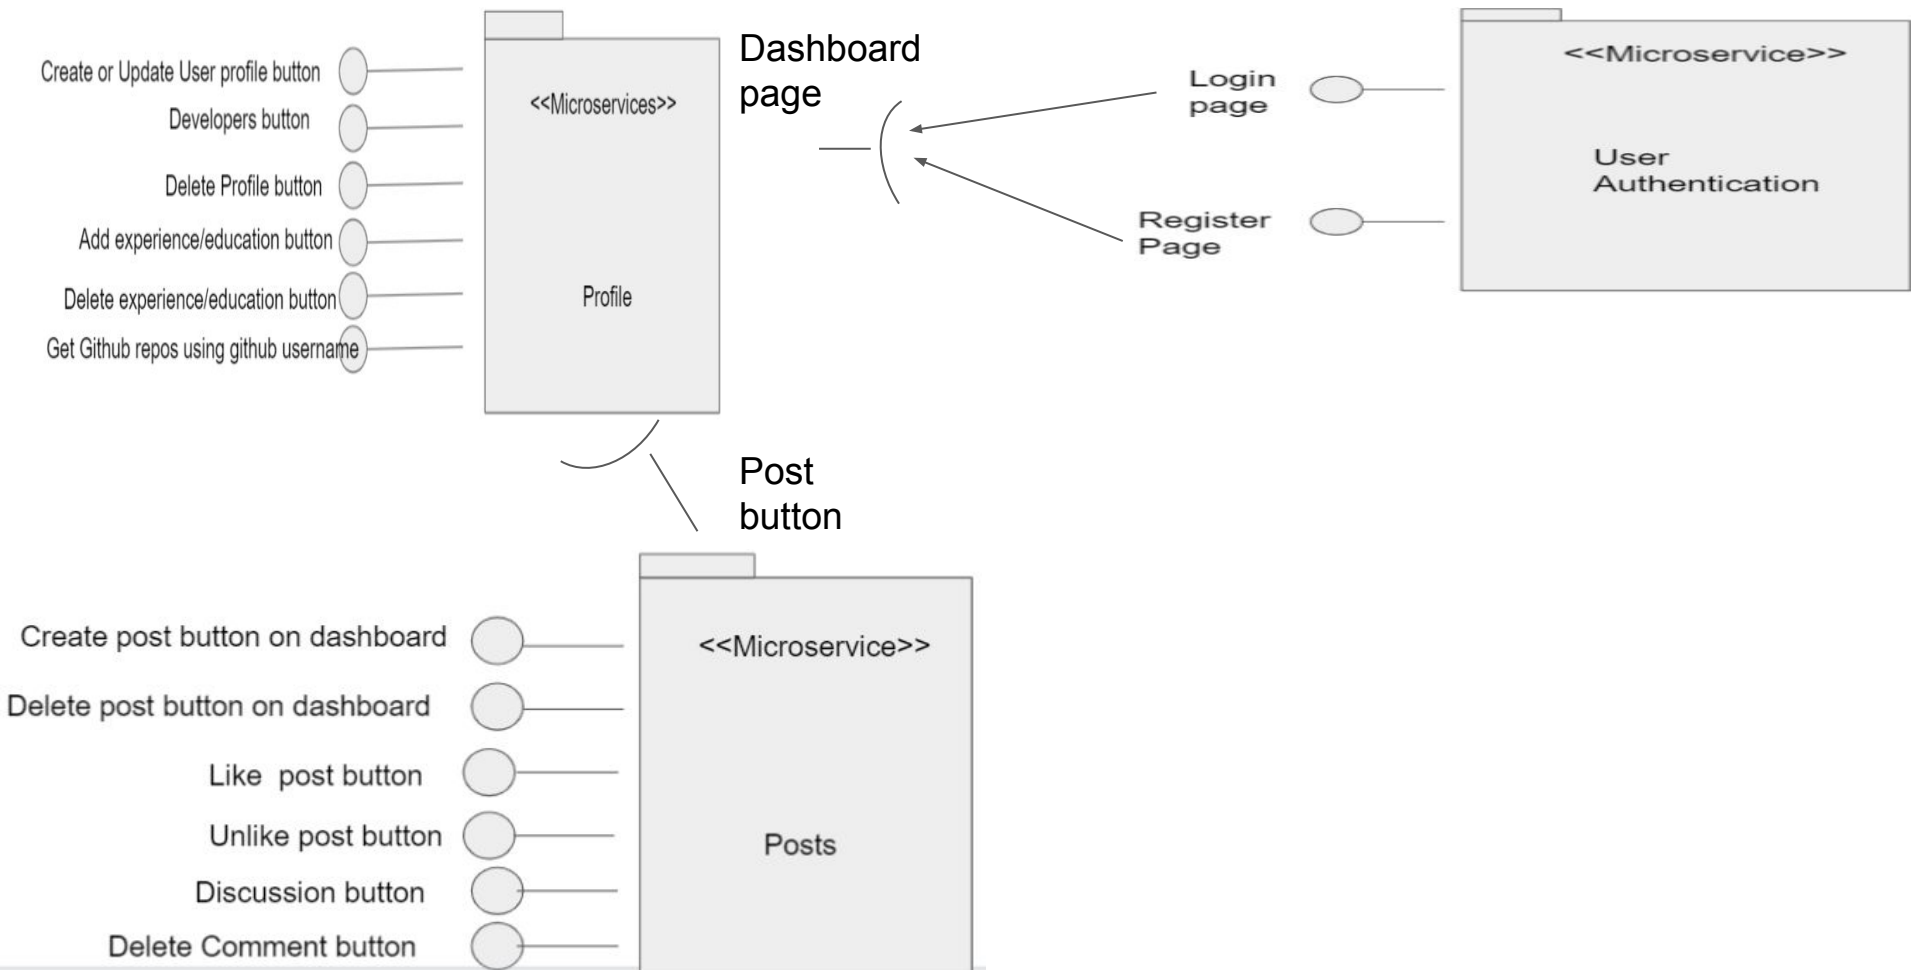 Create or Update User profile button
Developers button
Delete Profile button
Add experience/education button
Delete experience/education button
Get Github repos using github username
<<Microservices>>
Profile
Dashboard
page
Login
page
Register
Page
<<Microservice>>
User
Authentication
Post
button
Create post button on dashboard
Delete post button on dashboard
Like  post button
Unlike post button
Discussion button
Delete Comment button
<<Microservice>>
Posts